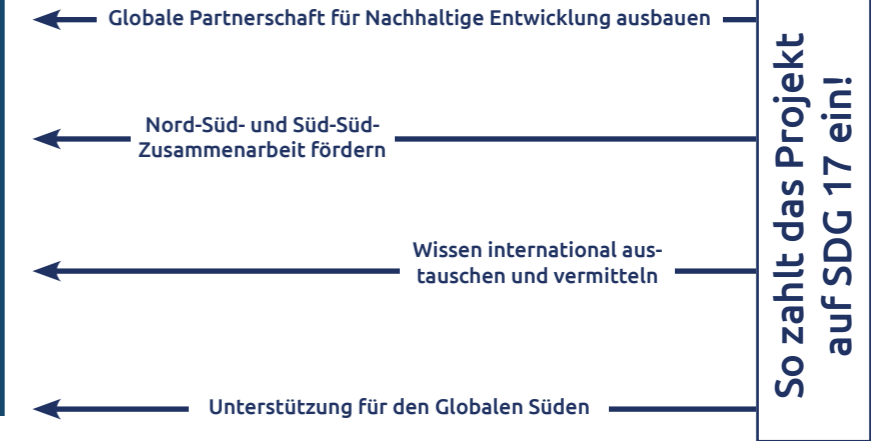 Globale Partnerschaft für Nachhaltige Entwicklung ausbauen
Nord-Süd- und Süd-Süd-
Zusammenarbeit fördern
Wissen international aus-
tauschen und vermitteln
Unterstützung für den Globalen Süden
So zahlt das Projekt
auf SDG 17 ein!